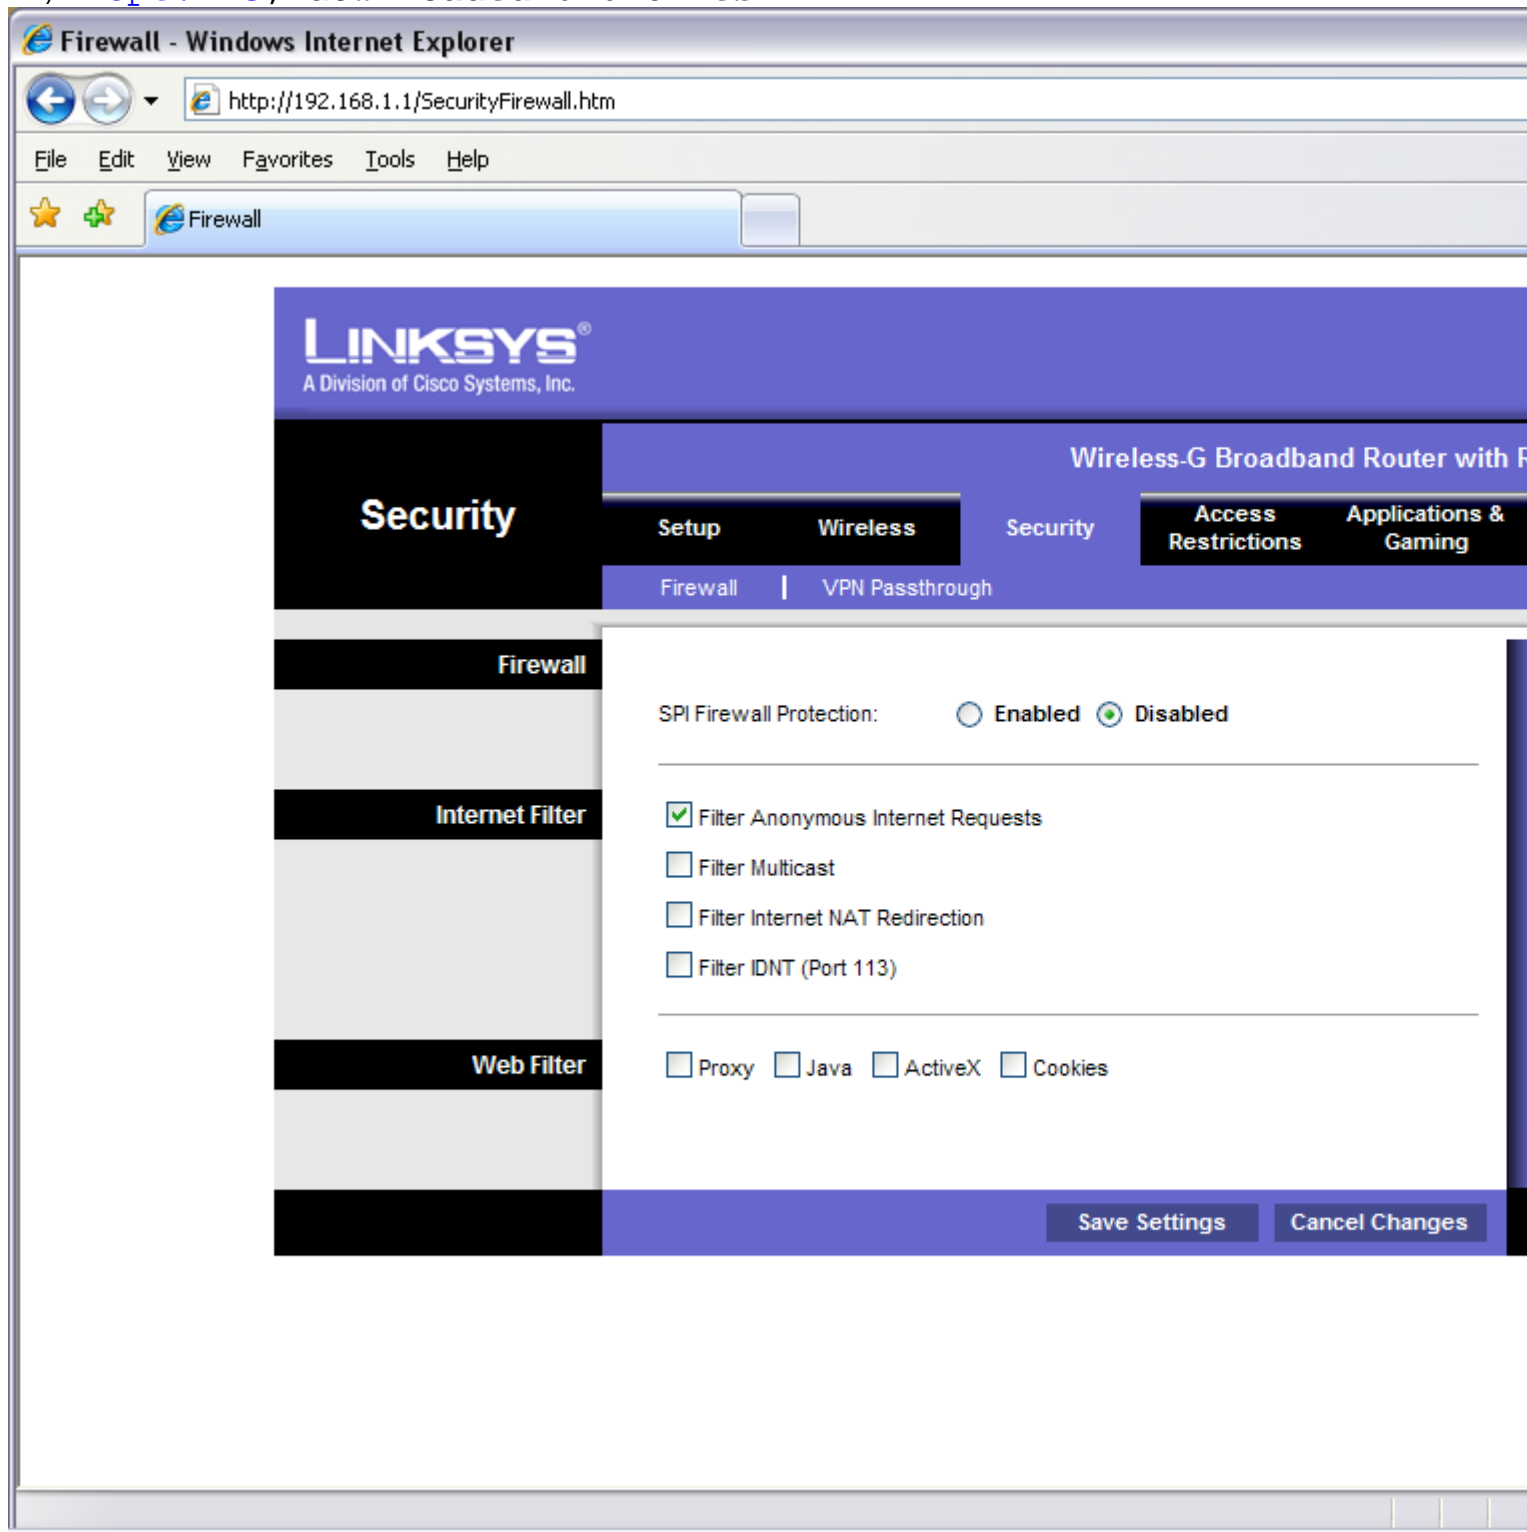 Firewall - Windows Internet Explorer
http://192.168.1.1/SecurityFirewall.htm
File Edit View Favorites Tools Help
Firewall
LINKSYS®
A Division of Cisco Systems, Inc.
Wireless-G Broadband Router with
Security
Setup Wireless Security Access Restrictions Applications & Gaming
Firewall | VPN Passthrough
Firewall
SPI Firewall Protection: Enabled Disabled
Internet Filter
Filter Anonymous Internet Requests
Filter Multicast
Filter Internet NAT Redirection
Filter IDNT (Port 113)
Web Filter
Proxy Java ActiveX Cookies
Save Settings Cancel Changes